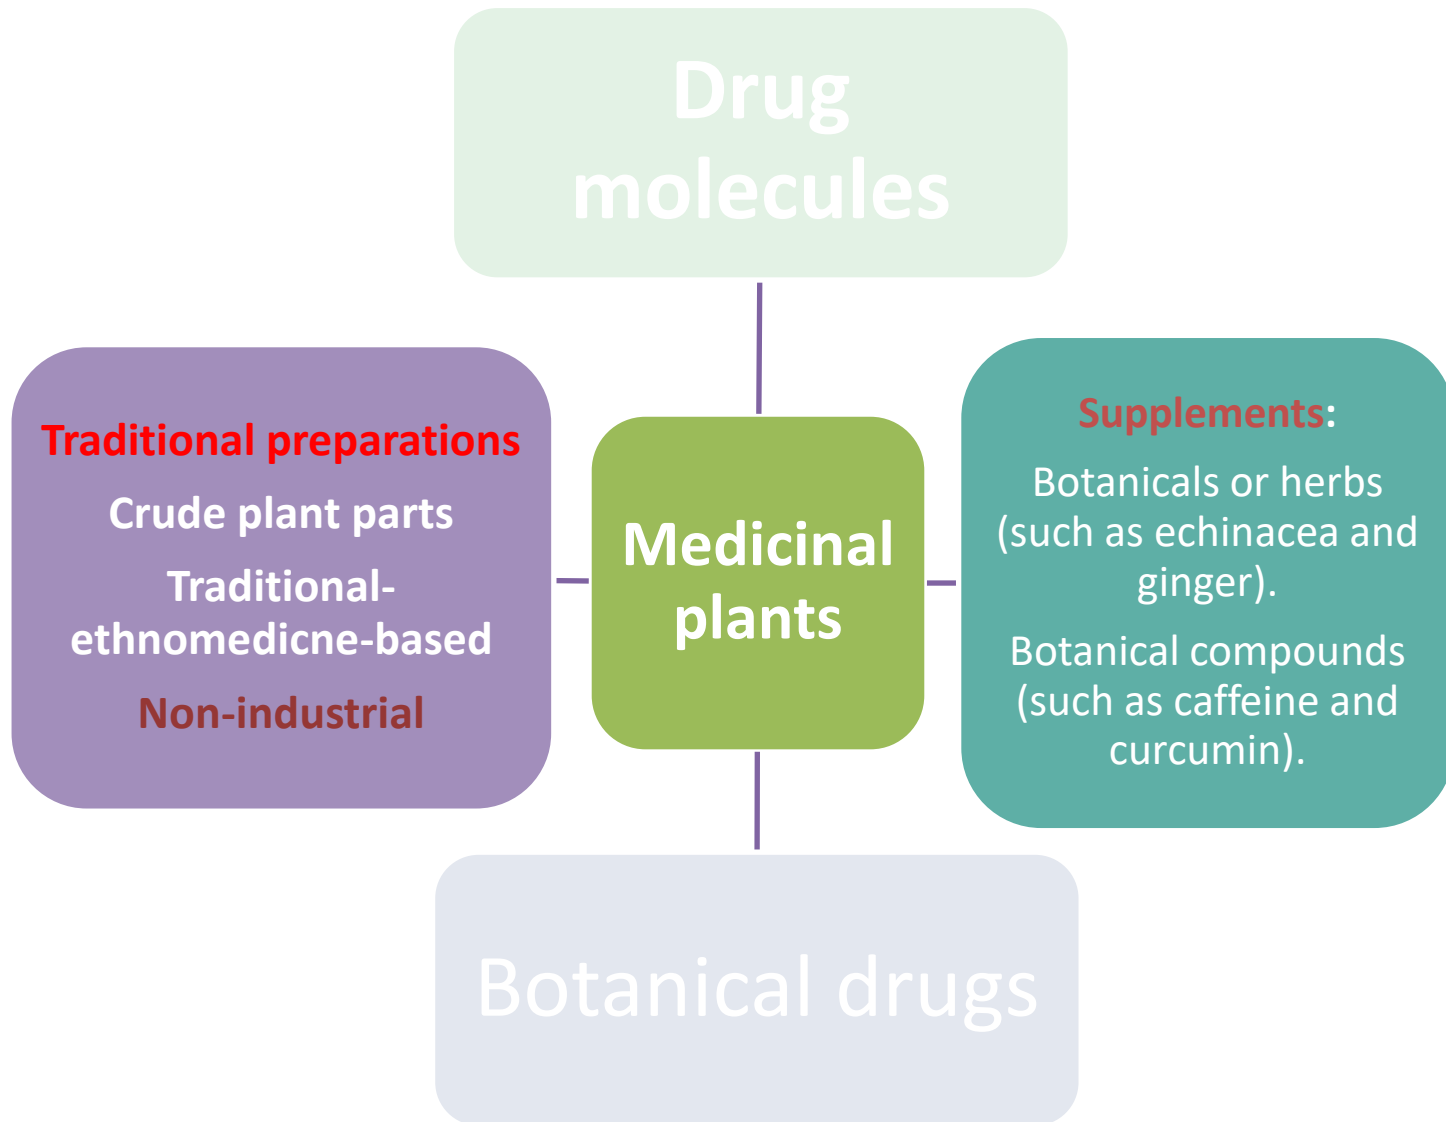 Drug
molecules
Traditional preparations
Crude plant parts
Traditional-
ethnomedicne-based
Non-industrial
Medicinal
plants
Supplements:
Botanicals or herbs
(such as echinacea and
ginger).
Botanical compounds
(such as caffeine and
curcumin).
Botanical drugs